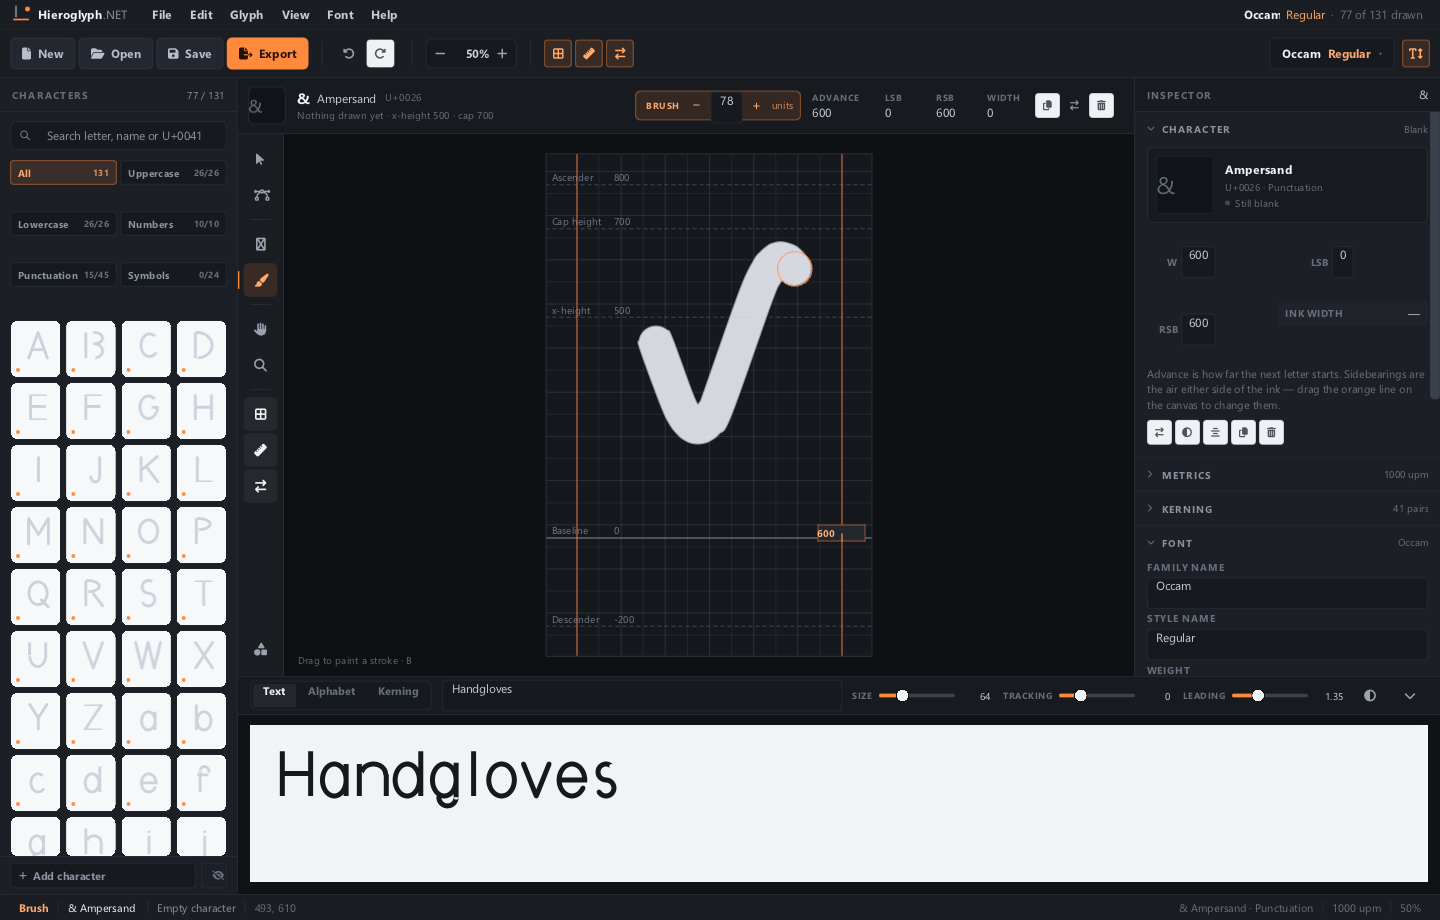 Hieroglyph.NET File Edit Glyph View Font Help Occam Regular · 77 of 131 drawn
New Open Save Export 50% Occam Regular ·
CHARACTERS 77 / 131
Search letter, name or U+0041
All 131 Uppercase 26/26
Lowercase 26/26 Numbers 10/10
Punctuation 15/45 Symbols 0/24
A B C D
E F G H
I J K L
M N O P
Q R S T
U V W X
Y Z a b
c d e f
g h i j
+ Add character
& & Ampersand U+0026
Nothing drawn yet · x-height 500 · cap 700
BRUSH − 78 + units
ADVANCE 600
LSB 0
RSB 600
WIDTH 0
Ascender 800
Cap height 700
x-height 500
Baseline 0
600
Descender -200
Drag to paint a stroke · B
INSPECTOR &
CHARACTER Blank
& Ampersand
U+0026 · Punctuation
Still blank
W 600 LSB 0
RSB 600 INK WIDTH —
Advance is how far the next letter starts. Sidebearings are
the air either side of the ink — drag the orange line on
the canvas to change them.
METRICS 1000 upm
KERNING 41 pairs
FONT Occam
FAMILY NAME
Occam
STYLE NAME
Regular
WEIGHT
Text Alphabet Kerning Handgloves SIZE 64 TRACKING 0 LEADING 1.35
Handgloves
Brush & Ampersand Empty character 493, 610 & Ampersand · Punctuation 1000 upm 50%